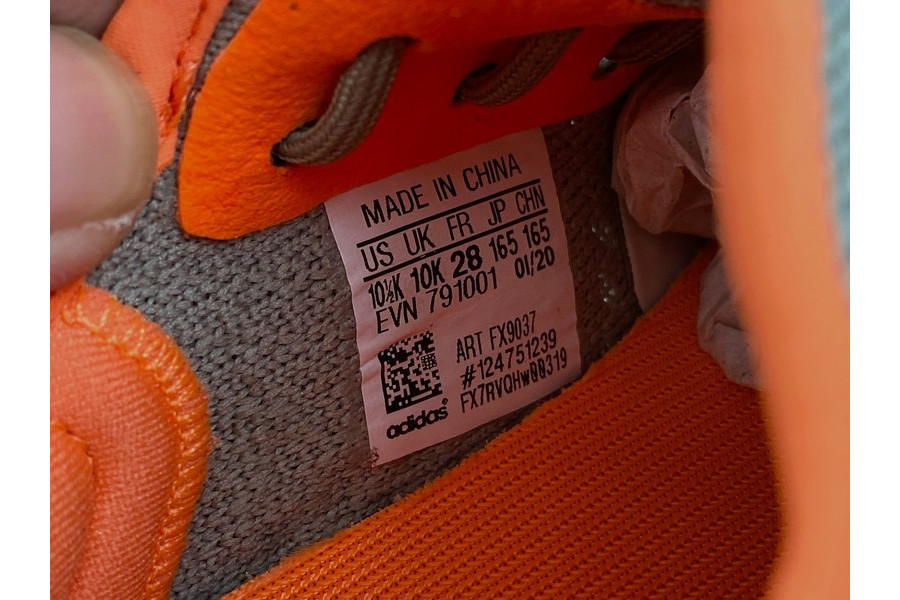 MADE IN CHINA
US UK FR JP CHN
10½K 10K 28 165 165
EVN 791001 01/20
ART FX9037
#124751239
FX7RVQHw00319
adidas®